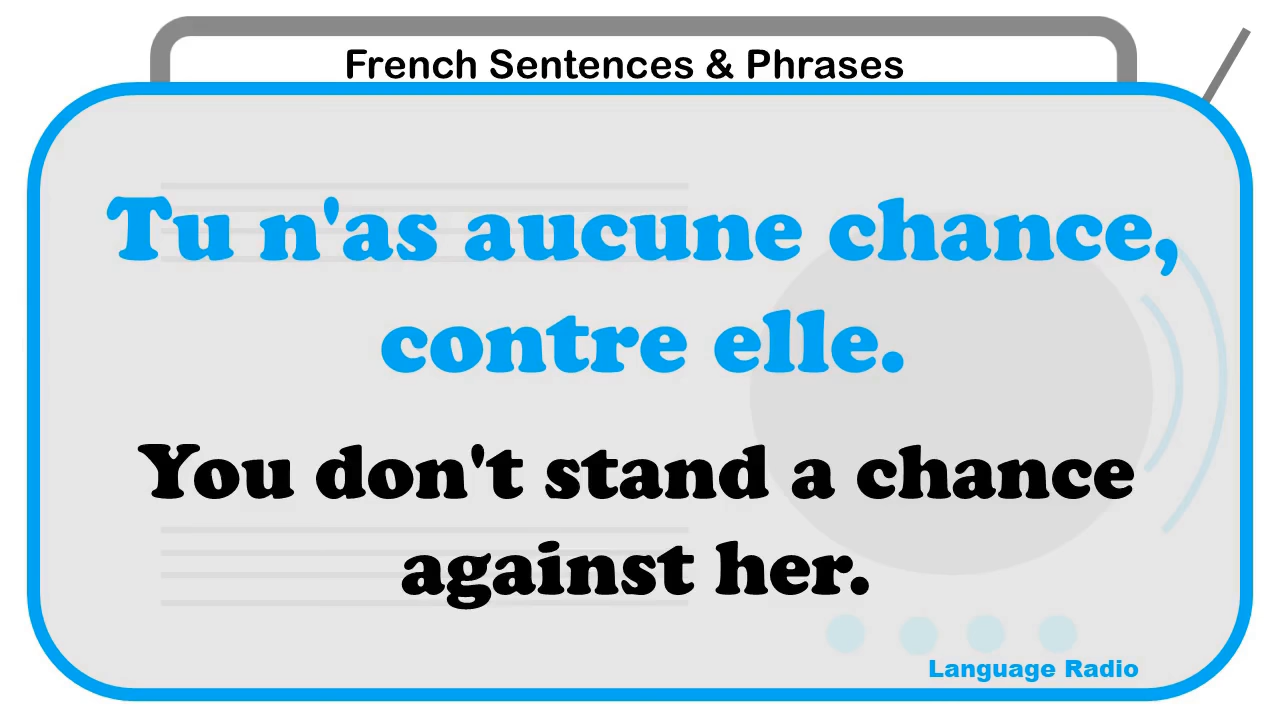 French Sentences & Phrases
Tu n'as aucune chance,
contre elle.
You don't stand a chance
against her.
Language Radio